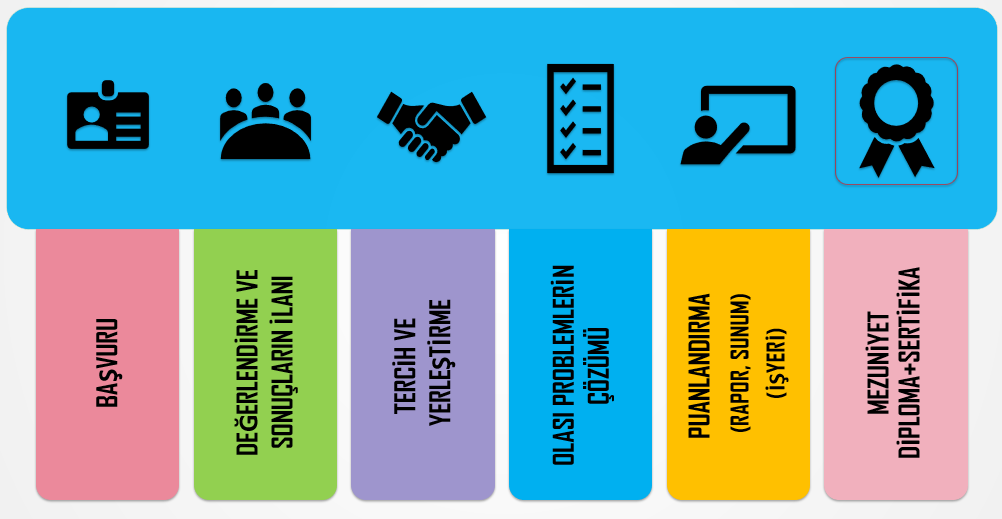 BAŞVURU
DEĞERLENDİRME VE
SONUÇLARIN İLANI
TERCİH VE
YERLEŞTİRME
OLASI PROBLEMLERİN
ÇÖZÜMÜ
PUANLANDIRMA
(RAPOR, SUNUM)
(İŞYERİ)
MEZUNİYET
DİPLOMA+SERTİFİKA